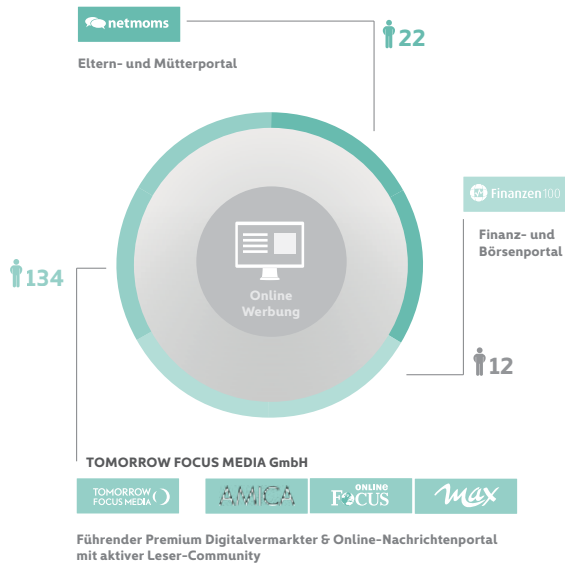 netmoms
22
Eltern- und Mütterportal
Finanzen100
Finanz- und
Börsenportal
134
Online
Werbung
12
TOMORROW FOCUS MEDIA GmbH
TOMORROW
FOCUS MEDIA
AMICA
ONLINE
FOCUS
max
Führender Premium Digitalvermarkter & Online-Nachrichtenportal
mit aktiver Leser-Community